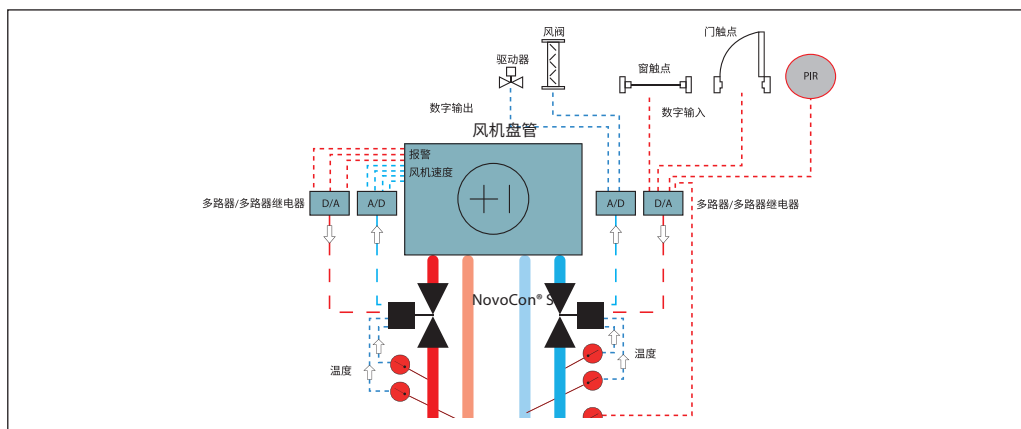 风阀
门触点
驱动器
窗触点
PIR
数字输出
数字输入
风机盘管
报警
风机速度
多路器/多路器继电器
D/A
A/D
A/D
D/A
多路器/多路器继电器
NovoCon® S
温度
温度